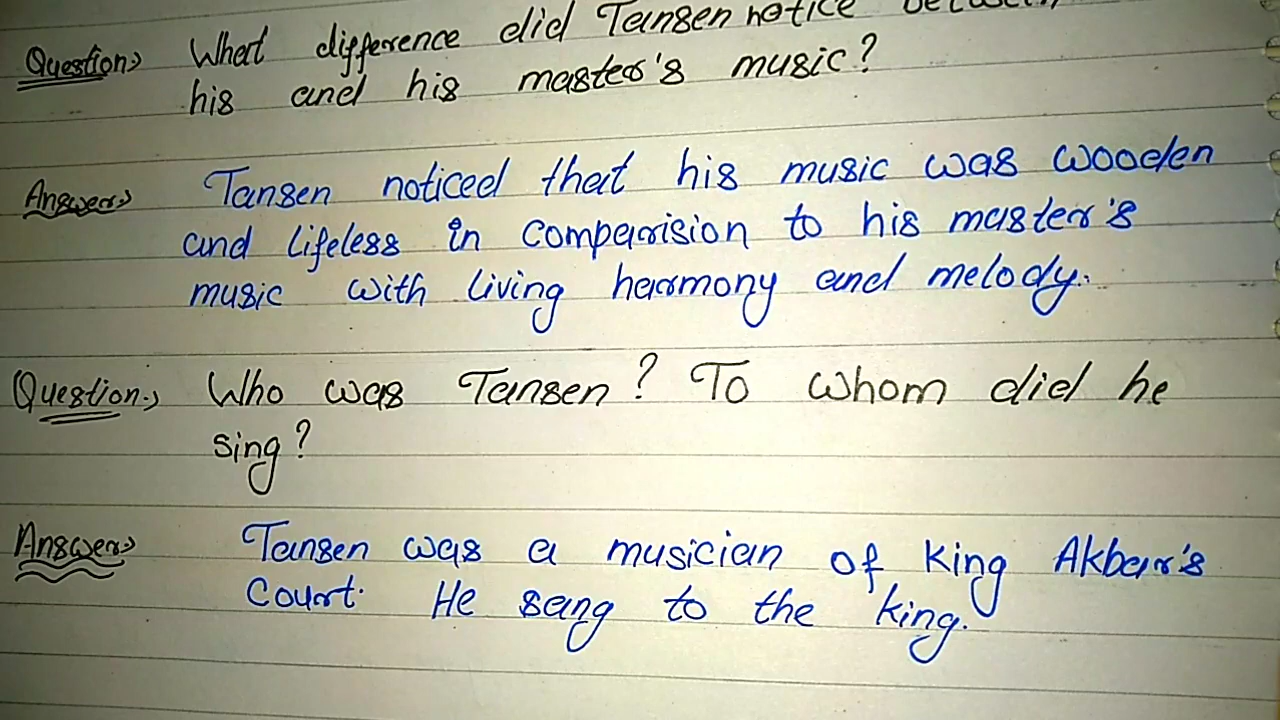 Question→ What difference did Tansen notice between
his and his master's music?
Answer→ Tansen noticed that his music was wooden
and lifeless in comparision to his master's
music with living harmony and melody.
Question→ Who was Tansen? To whom did he
sing?
Answer→ Tansen was a musician of king Akbar's
Court. He sang to the king.